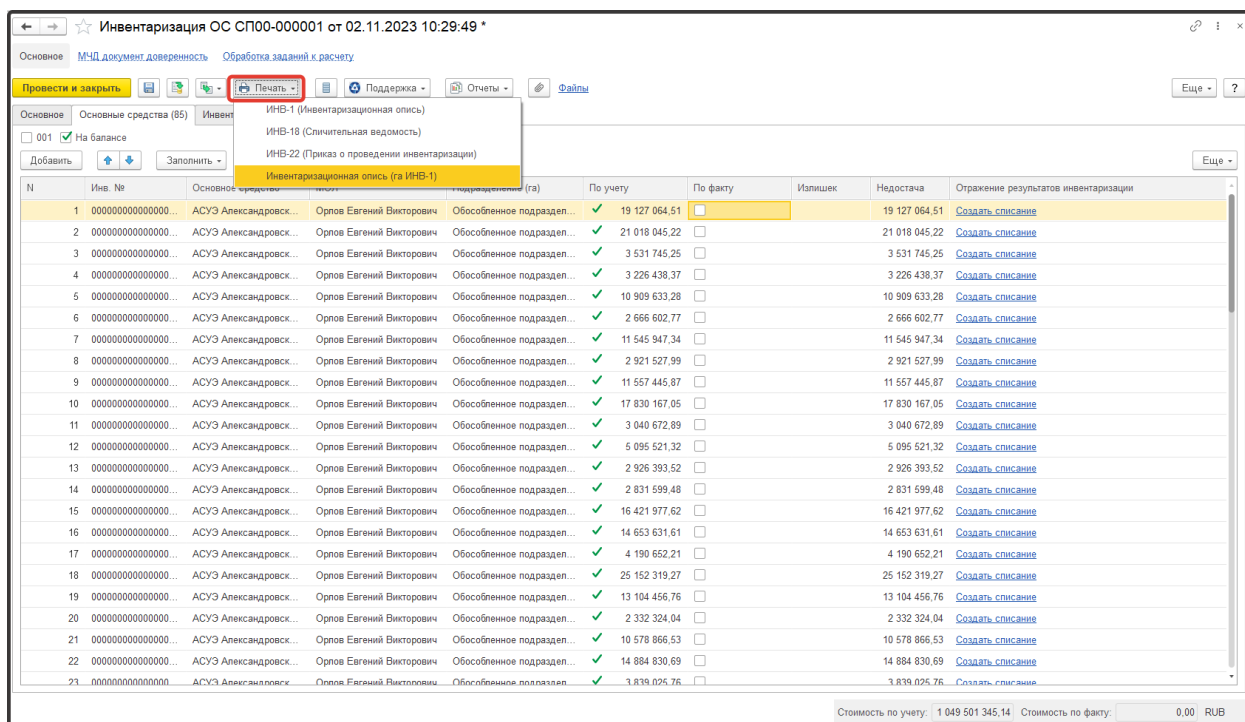 Инвентаризация ОС СП00-000001 от 02.11.2023 10:29:49 *
Основное МЧД документ доверенность Обработка заданий к расчету
Провести и закрыть Печать Поддержка Отчеты Файлы Еще ?
ИНВ-1 (Инвентаризационная опись)
ИНВ-18 (Сличительная ведомость)
ИНВ-22 (Приказ о проведении инвентаризации)
Инвентаризационная опись (га ИНВ-1)
Основное Основные средства (85) Инвент
001 На балансе
Добавить Заполнить Еще
N Инв. № Основное средство МОЛ Подразделение (га) По учету По факту Излишек Недостача Отражение результатов инвентаризации
1 000000000000000... АСУЭ Александровск... Орлов Евгений Викторович Обособленное подраздел... 19 127 064,51 19 127 064,51 Создать списание
2 000000000000000... АСУЭ Александровск... Орлов Евгений Викторович Обособленное подраздел... 21 018 045,22 21 018 045,22 Создать списание
3 000000000000000... АСУЭ Александровск... Орлов Евгений Викторович Обособленное подраздел... 3 531 745,25 3 531 745,25 Создать списание
4 000000000000000... АСУЭ Александровск... Орлов Евгений Викторович Обособленное подраздел... 3 226 438,37 3 226 438,37 Создать списание
5 000000000000000... АСУЭ Александровск... Орлов Евгений Викторович Обособленное подраздел... 10 909 633,28 10 909 633,28 Создать списание
6 000000000000000... АСУЭ Александровск... Орлов Евгений Викторович Обособленное подраздел... 2 666 602,77 2 666 602,77 Создать списание
7 000000000000000... АСУЭ Александровск... Орлов Евгений Викторович Обособленное подраздел... 11 545 947,34 11 545 947,34 Создать списание
8 000000000000000... АСУЭ Александровск... Орлов Евгений Викторович Обособленное подраздел... 2 921 527,99 2 921 527,99 Создать списание
9 000000000000000... АСУЭ Александровск... Орлов Евгений Викторович Обособленное подраздел... 11 557 445,87 11 557 445,87 Создать списание
10 000000000000000... АСУЭ Александровск... Орлов Евгений Викторович Обособленное подраздел... 17 830 167,05 17 830 167,05 Создать списание
11 000000000000000... АСУЭ Александровск... Орлов Евгений Викторович Обособленное подраздел... 3 040 672,89 3 040 672,89 Создать списание
12 000000000000000... АСУЭ Александровск... Орлов Евгений Викторович Обособленное подраздел... 5 095 521,32 5 095 521,32 Создать списание
13 000000000000000... АСУЭ Александровск... Орлов Евгений Викторович Обособленное подраздел... 2 926 393,52 2 926 393,52 Создать списание
14 000000000000000... АСУЭ Александровск... Орлов Евгений Викторович Обособленное подраздел... 2 831 599,48 2 831 599,48 Создать списание
15 000000000000000... АСУЭ Александровск... Орлов Евгений Викторович Обособленное подраздел... 16 421 977,62 16 421 977,62 Создать списание
16 000000000000000... АСУЭ Александровск... Орлов Евгений Викторович Обособленное подраздел... 14 653 631,61 14 653 631,61 Создать списание
17 000000000000000... АСУЭ Александровск... Орлов Евгений Викторович Обособленное подраздел... 4 190 652,21 4 190 652,21 Создать списание
18 000000000000000... АСУЭ Александровск... Орлов Евгений Викторович Обособленное подраздел... 25 152 319,27 25 152 319,27 Создать списание
19 000000000000000... АСУЭ Александровск... Орлов Евгений Викторович Обособленное подраздел... 13 104 456,76 13 104 456,76 Создать списание
20 000000000000000... АСУЭ Александровск... Орлов Евгений Викторович Обособленное подраздел... 2 332 324,04 2 332 324,04 Создать списание
21 000000000000000... АСУЭ Александровск... Орлов Евгений Викторович Обособленное подраздел... 10 578 866,53 10 578 866,53 Создать списание
22 000000000000000... АСУЭ Александровск... Орлов Евгений Викторович Обособленное подраздел... 14 884 830,69 14 884 830,69 Создать списание
23 000000000000000 АСУЭ Александровск Орлов Евгений Викторович Обособленное подраздел 3 839 025,76 3 839 025,76 Создать списание
Стоимость по учету: 1 049 501 345,14 Стоимость по факту: 0,00 RUB